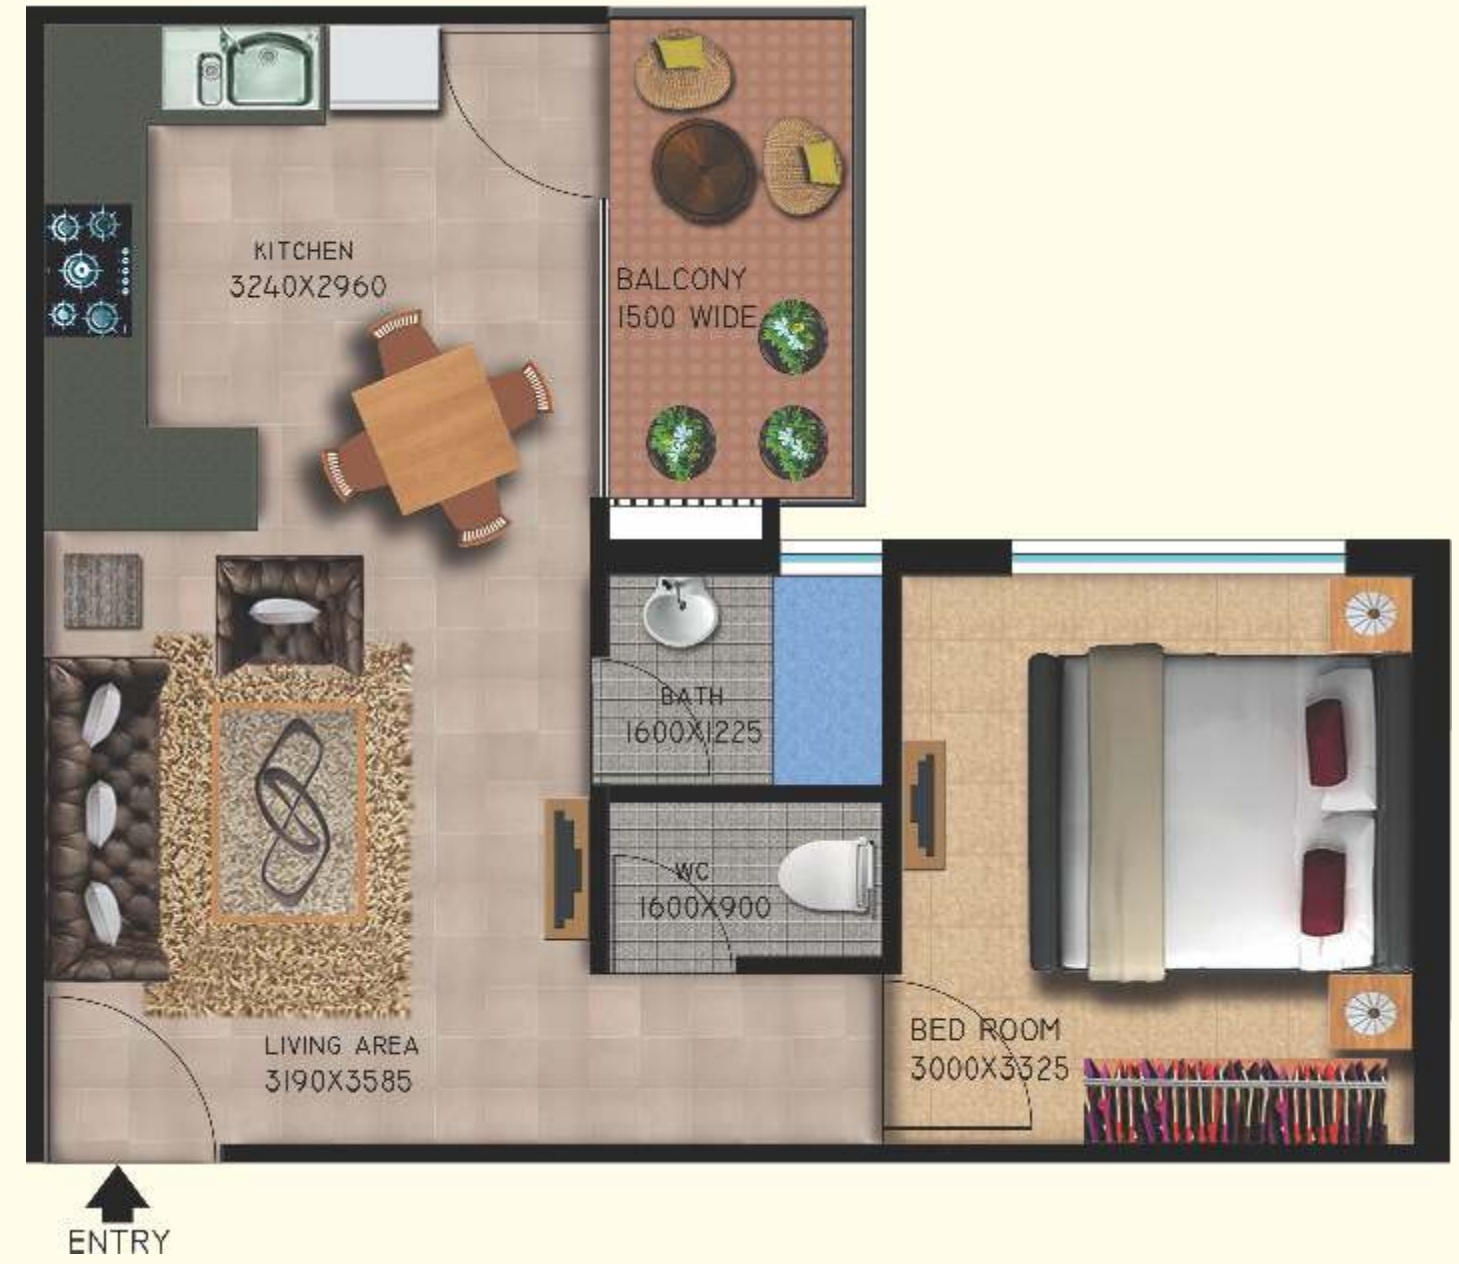 KITCHEN
3240X2960
BALCONY
1500 WIDE
BATH
1600X1225
WC
1600X900
LIVING AREA
3190X3585
BED ROOM
3000X3325
ENTRY